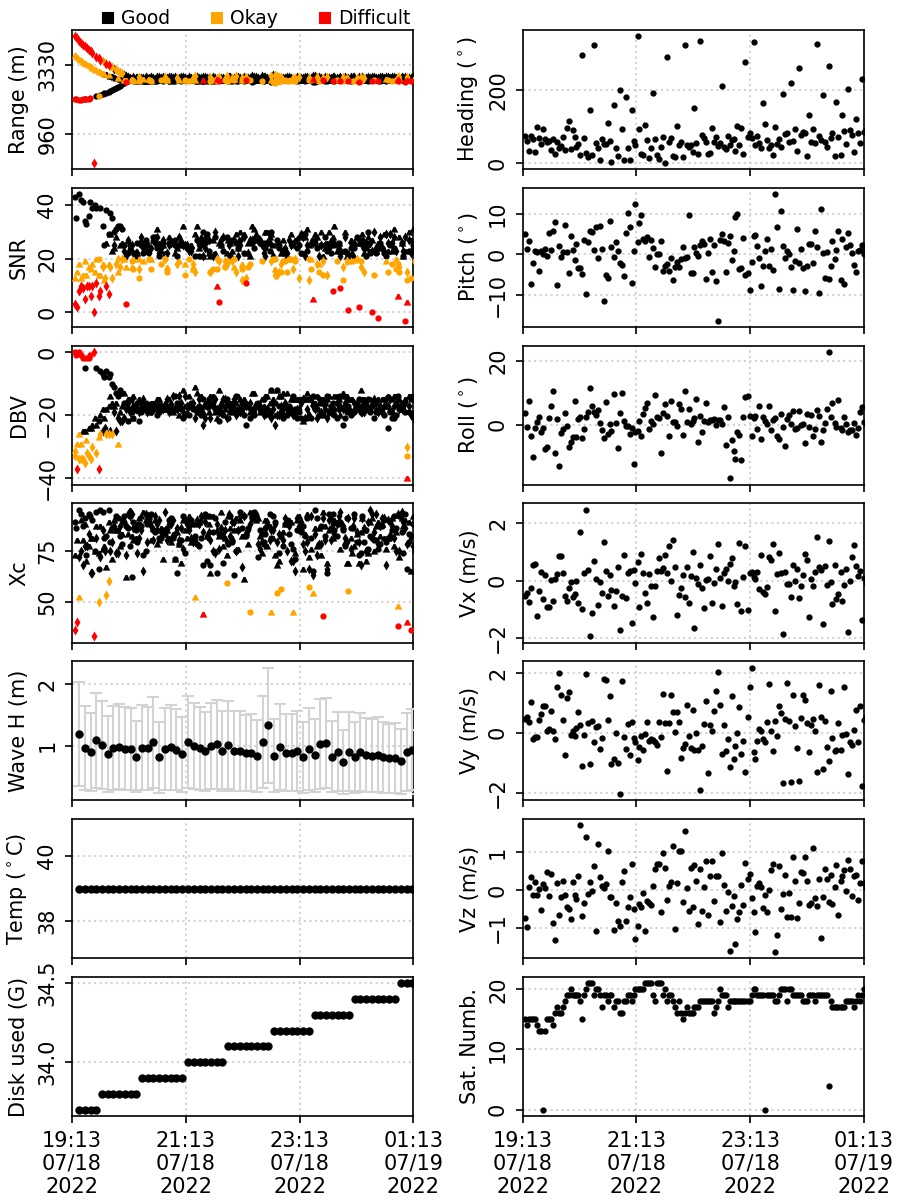 Good Okay Difficult
Range (m)
3330
960
Heading (°)
200
0
SNR
40
20
0
Pitch (°)
10
0
−10
DBV
0
−20
−40
Roll (°)
20
0
Xc
75
50
Vx (m/s)
2
0
−2
Wave H (m)
2
1
Vy (m/s)
2
0
−2
Temp (°C)
40
38
Vz (m/s)
1
0
−1
Disk used (G)
34.5
34.0
Sat. Numb.
20
10
0
19:13 21:13 23:13 01:13
07/18 07/18 07/18 07/19
2022 2022 2022 2022
19:13 21:13 23:13 01:13
07/18 07/18 07/18 07/19
2022 2022 2022 2022